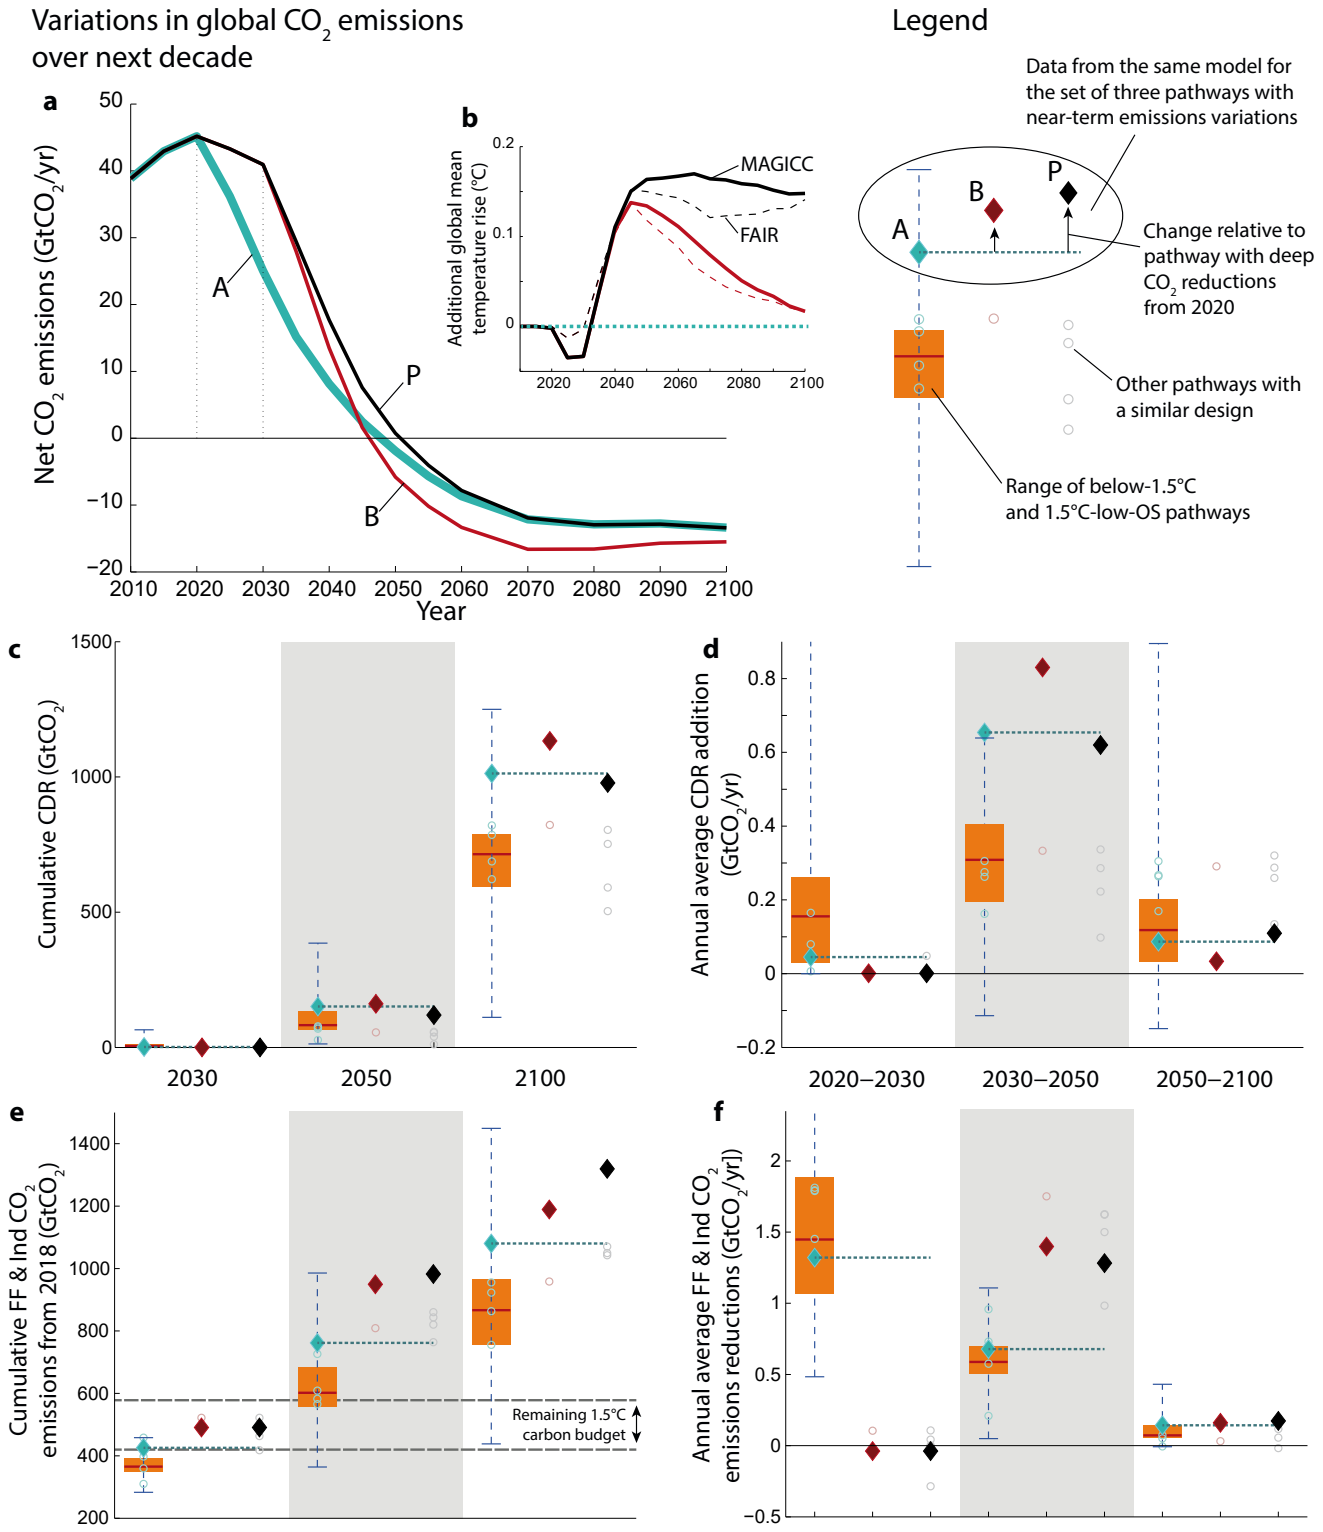 Variations in global CO₂ emissions
over next decade
Legend
a
50
40
30
20
10
0
−10
−20
2010
2020
2030
2040
2050
2060
2070
2080
2090
2100
Year
Net CO₂ emissions (GtCO₂/yr)
A
P
B
b
0.2
0.1
0
2020
2040
2060
2080
2100
Additional global mean
temperature rise (°C)
MAGICC
FAIR
Data from the same model for
the set of three pathways with
near-term emissions variations
A
B
P
Change relative to
pathway with deep
CO₂ reductions
from 2020
Other pathways with
a similar design
Range of below-1.5°C
and 1.5°C-low-OS pathways
c
1500
1000
500
0
Cumulative CDR (GtCO₂)
2030
2050
2100
d
0.8
0.6
0.4
0.2
0
−0.2
Annual average CDR addition
(GtCO₂/yr)
2020−2030
2030−2050
2050−2100
e
1400
1200
1000
800
600
400
200
Cumulative FF & Ind CO₂
emissions from 2018 (GtCO₂)
Remaining 1.5°C
carbon budget
f
2
1.5
1
0.5
0
−0.5
Annual average FF & Ind CO₂
emissions reductions (GtCO₂/yr])